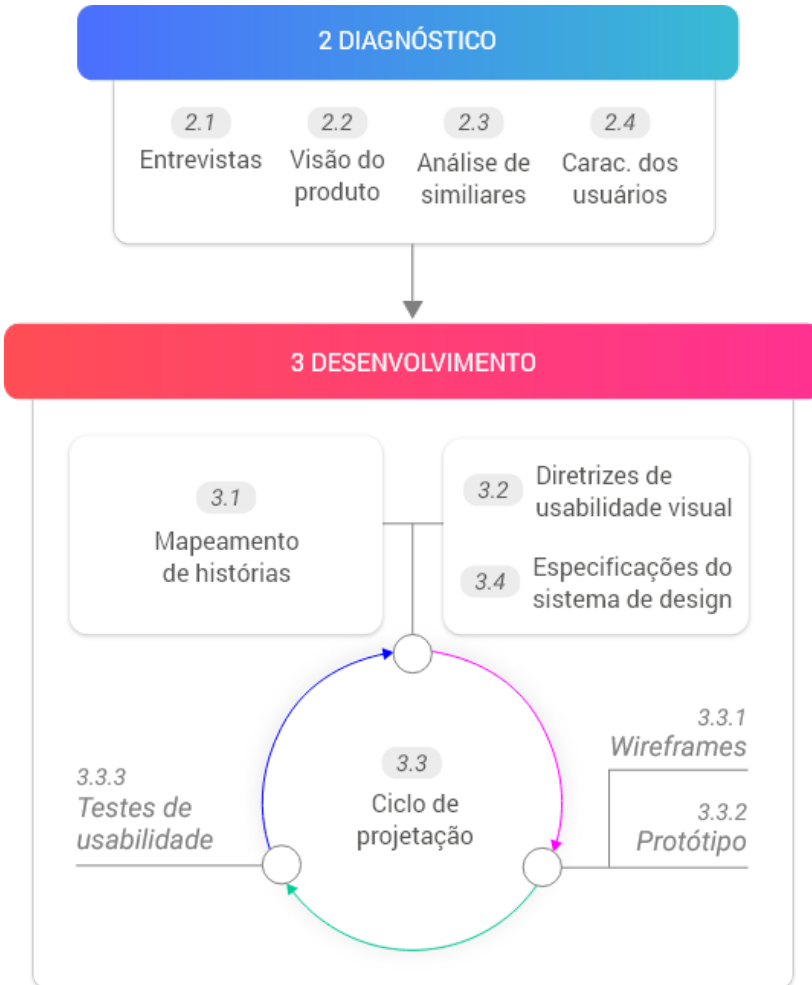 2 DIAGNÓSTICO
2.1
Entrevistas
2.2
Visão do
produto
2.3
Análise de
similiares
2.4
Carac. dos
usuários
3 DESENVOLVIMENTO
3.1
Mapeamento
de histórias
3.2
Diretrizes de
usabilidade visual
3.4
Especificações do
sistema de design
3.3
Ciclo de
projetação
3.3.1
Wireframes
3.3.2
Protótipo
3.3.3
Testes de
usabilidade